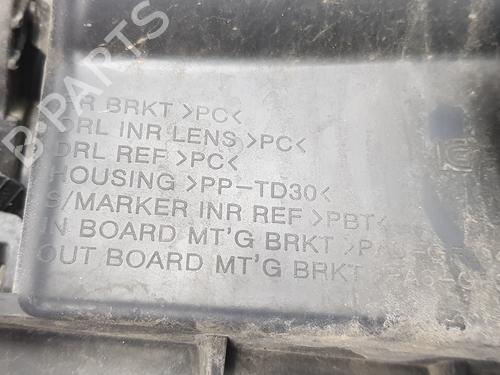 B-PARTS
R BRKT >PC<
DRL INR LENS >PC<
DRL REF >PC<
HOUSING >PP-TD30<
S/MARKER INR REF >PBT<
IN BOARD MT'G BRKT
OUT BOARD MT'G BRKT